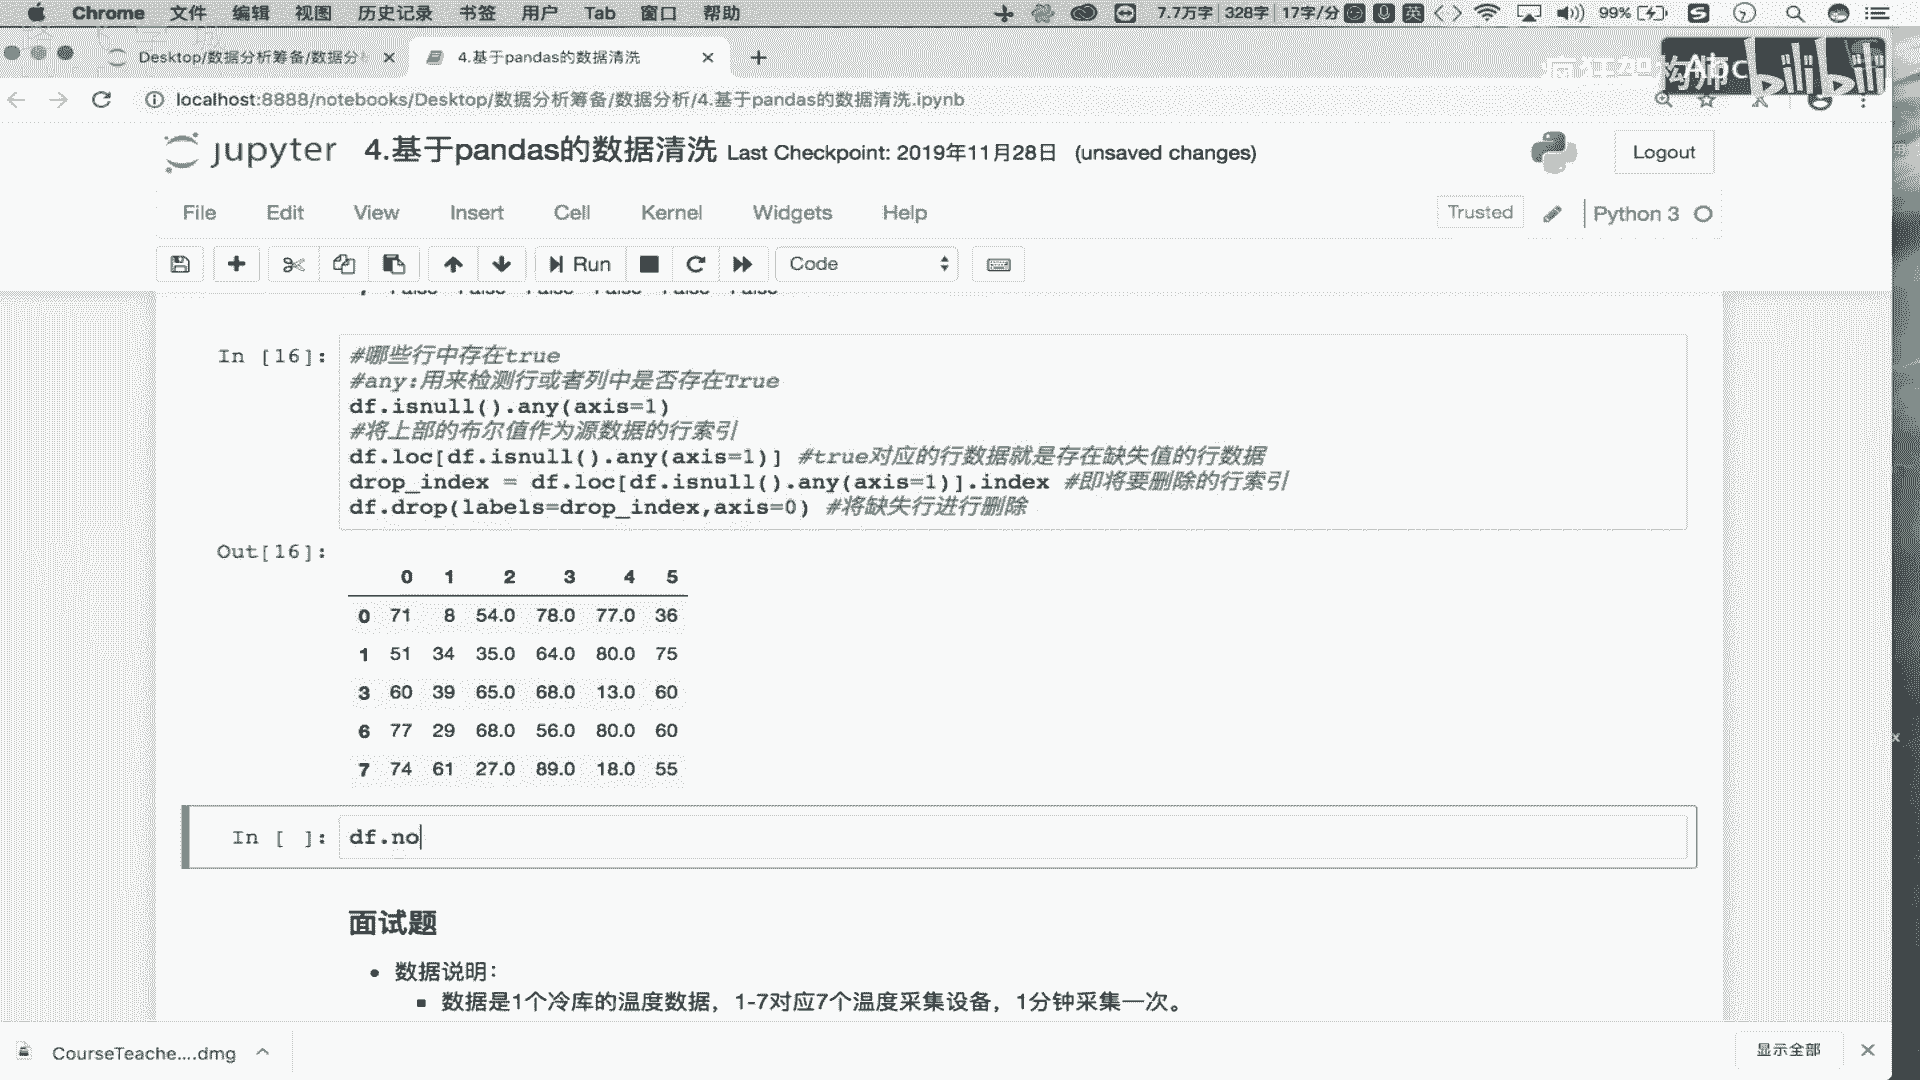 Chrome 文件 编辑 视图 历史记录 书签 用户 Tab 窗口 帮助 7.7万字 328字 17字/分 英 99%
Desktop/数据分析筹备/数据分 4.基于pandas的数据清洗
疯狂架构师 Abc bilibili
localhost:8888/notebooks/Desktop/数据分析筹备/数据分析/4.基于pandas的数据清洗.ipynb
jupyter 4.基于pandas的数据清洗 Last Checkpoint: 2019年11月28日 (unsaved changes) Logout
File Edit View Insert Cell Kernel Widgets Help Trusted Python 3
Run Code
7 False False False False False False
In [16]: #哪些行中存在true
#any:用来检测行或者列中是否存在True
df.isnull().any(axis=1)
#将上部的布尔值作为源数据的行索引
df.loc[df.isnull().any(axis=1)] #true对应的行数据就是存在缺失值的行数据
drop_index = df.loc[df.isnull().any(axis=1)].index #即将要删除的行索引
df.drop(labels=drop_index,axis=0) #将缺失行进行删除
Out[16]:
0 1 2 3 4 5
0 71 8 54.0 78.0 77.0 36
1 51 34 35.0 64.0 80.0 75
3 60 39 65.0 68.0 13.0 60
6 77 29 68.0 56.0 80.0 60
7 74 61 27.0 89.0 18.0 55
In [ ]: df.no
面试题
数据说明：
数据是1个冷库的温度数据，1-7对应7个温度采集设备，1分钟采集一次。
CourseTeache....dmg 显示全部